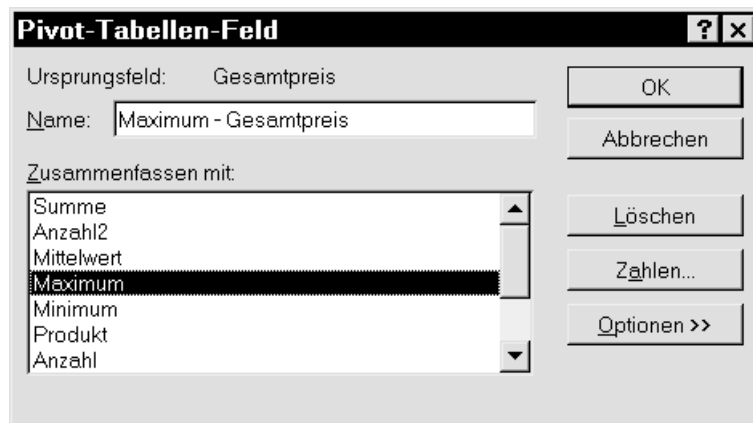 Pivot-Tabellen-Feld
Ursprungsfeld: Gesamtpreis
Name: Maximum - Gesamtpreis
Zusammenfassen mit:
Summe
Anzahl2
Mittelwert
Maximum
Minimum
Produkt
Anzahl
OK
Abbrechen
Löschen
Zahlen...
Optionen >>